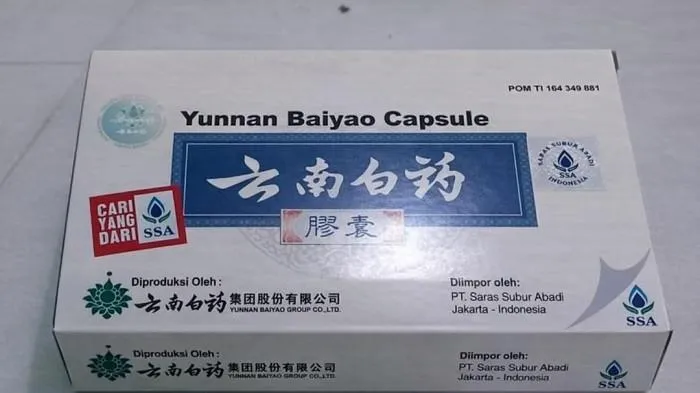 POM TI 164 349 881
Yunnan Baiyao Capsule
云南白药
膠囊
SARAS SUBUR ABADI
SSA
INDONESIA
CARI
YANG
DARI
SSA
Diproduksi Oleh :
云南白药集团股份有限公司
YUNNAN BAIYAO GROUP CO.,LTD.
Diimpor oleh:
PT. Saras Subur Abadi
Jakarta - Indonesia
SSA
Diproduksi Oleh :
云南白药集团股份有限公司
YUNNAN BAIYAO GROUP CO.,LTD.
Diimpor oleh:
PT. Saras Subur Abadi
Jakarta - Indonesia
SSA